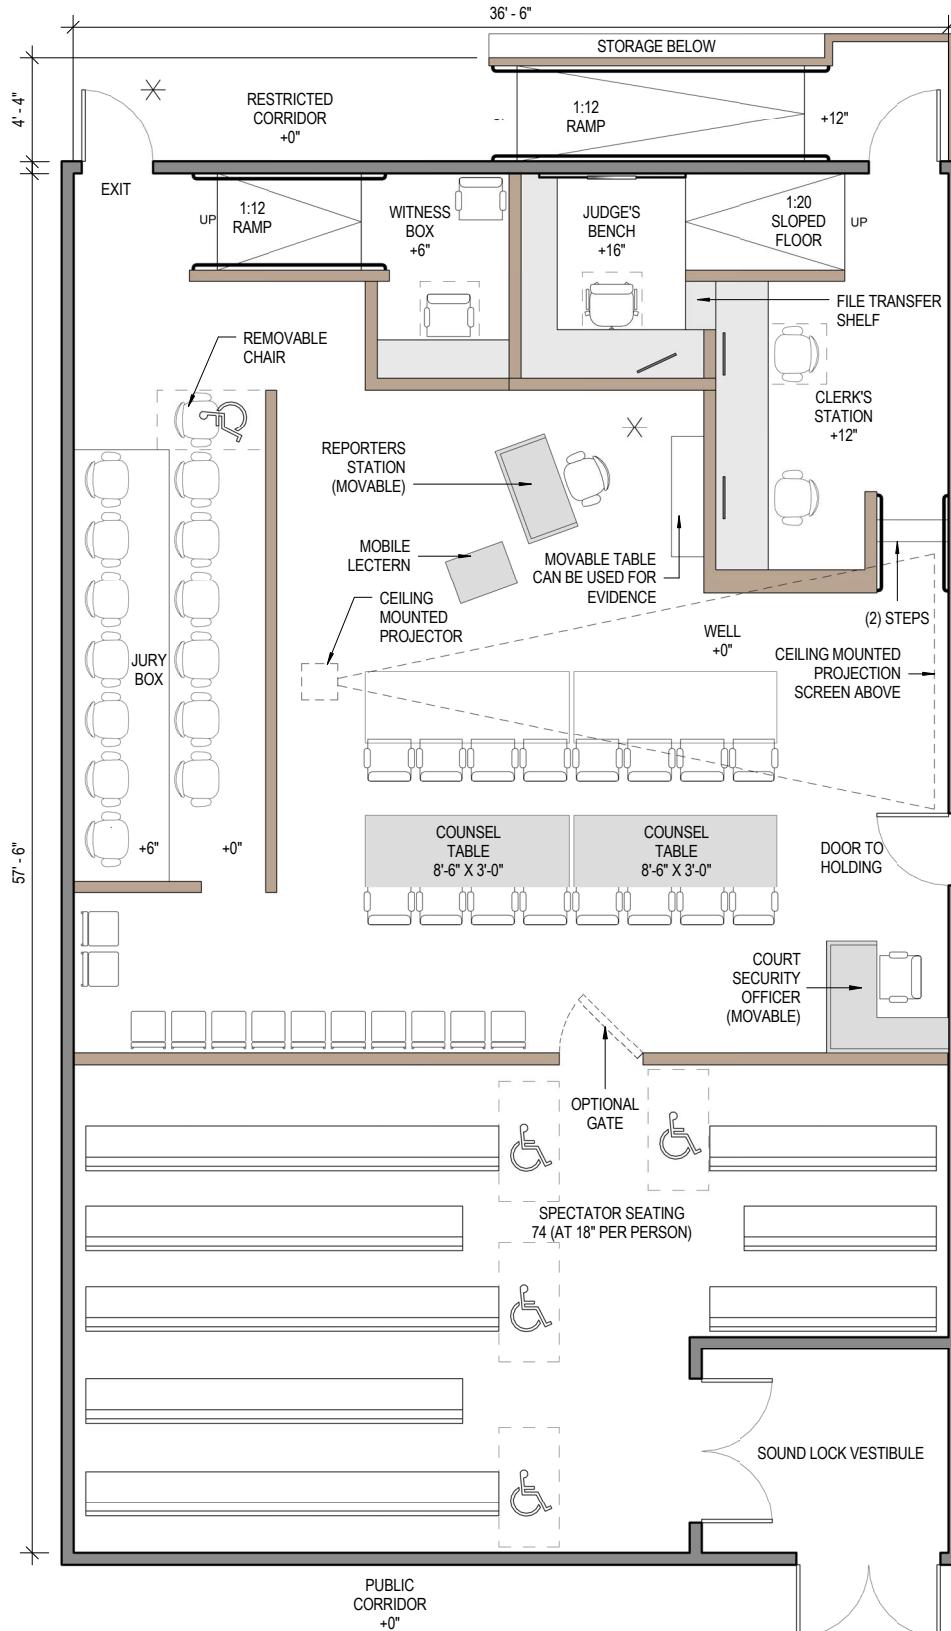 36' - 6"
STORAGE BELOW
4' - 4"
RESTRICTED
CORRIDOR
+0"
1:12
RAMP
+12"
EXIT
UP
1:12
RAMP
WITNESS
BOX
+6"
JUDGE'S
BENCH
+16"
1:20
SLOPED
FLOOR
UP
FILE TRANSFER
SHELF
REMOVABLE
CHAIR
CLERK'S
STATION
+12"
REPORTERS
STATION
(MOVABLE)
MOBILE
LECTERN
MOVABLE TABLE
CAN BE USED FOR
EVIDENCE
CEILING
MOUNTED
PROJECTOR
(2) STEPS
WELL
+0"
JURY
BOX
CEILING MOUNTED
PROJECTION
SCREEN ABOVE
57' - 6"
+6"
+0"
COUNSEL
TABLE
8'-6" X 3'-0"
COUNSEL
TABLE
8'-6" X 3'-0"
DOOR TO
HOLDING
COURT
SECURITY
OFFICER
(MOVABLE)
OPTIONAL
GATE
SPECTATOR SEATING
74 (AT 18" PER PERSON)
SOUND LOCK VESTIBULE
PUBLIC
CORRIDOR
+0"